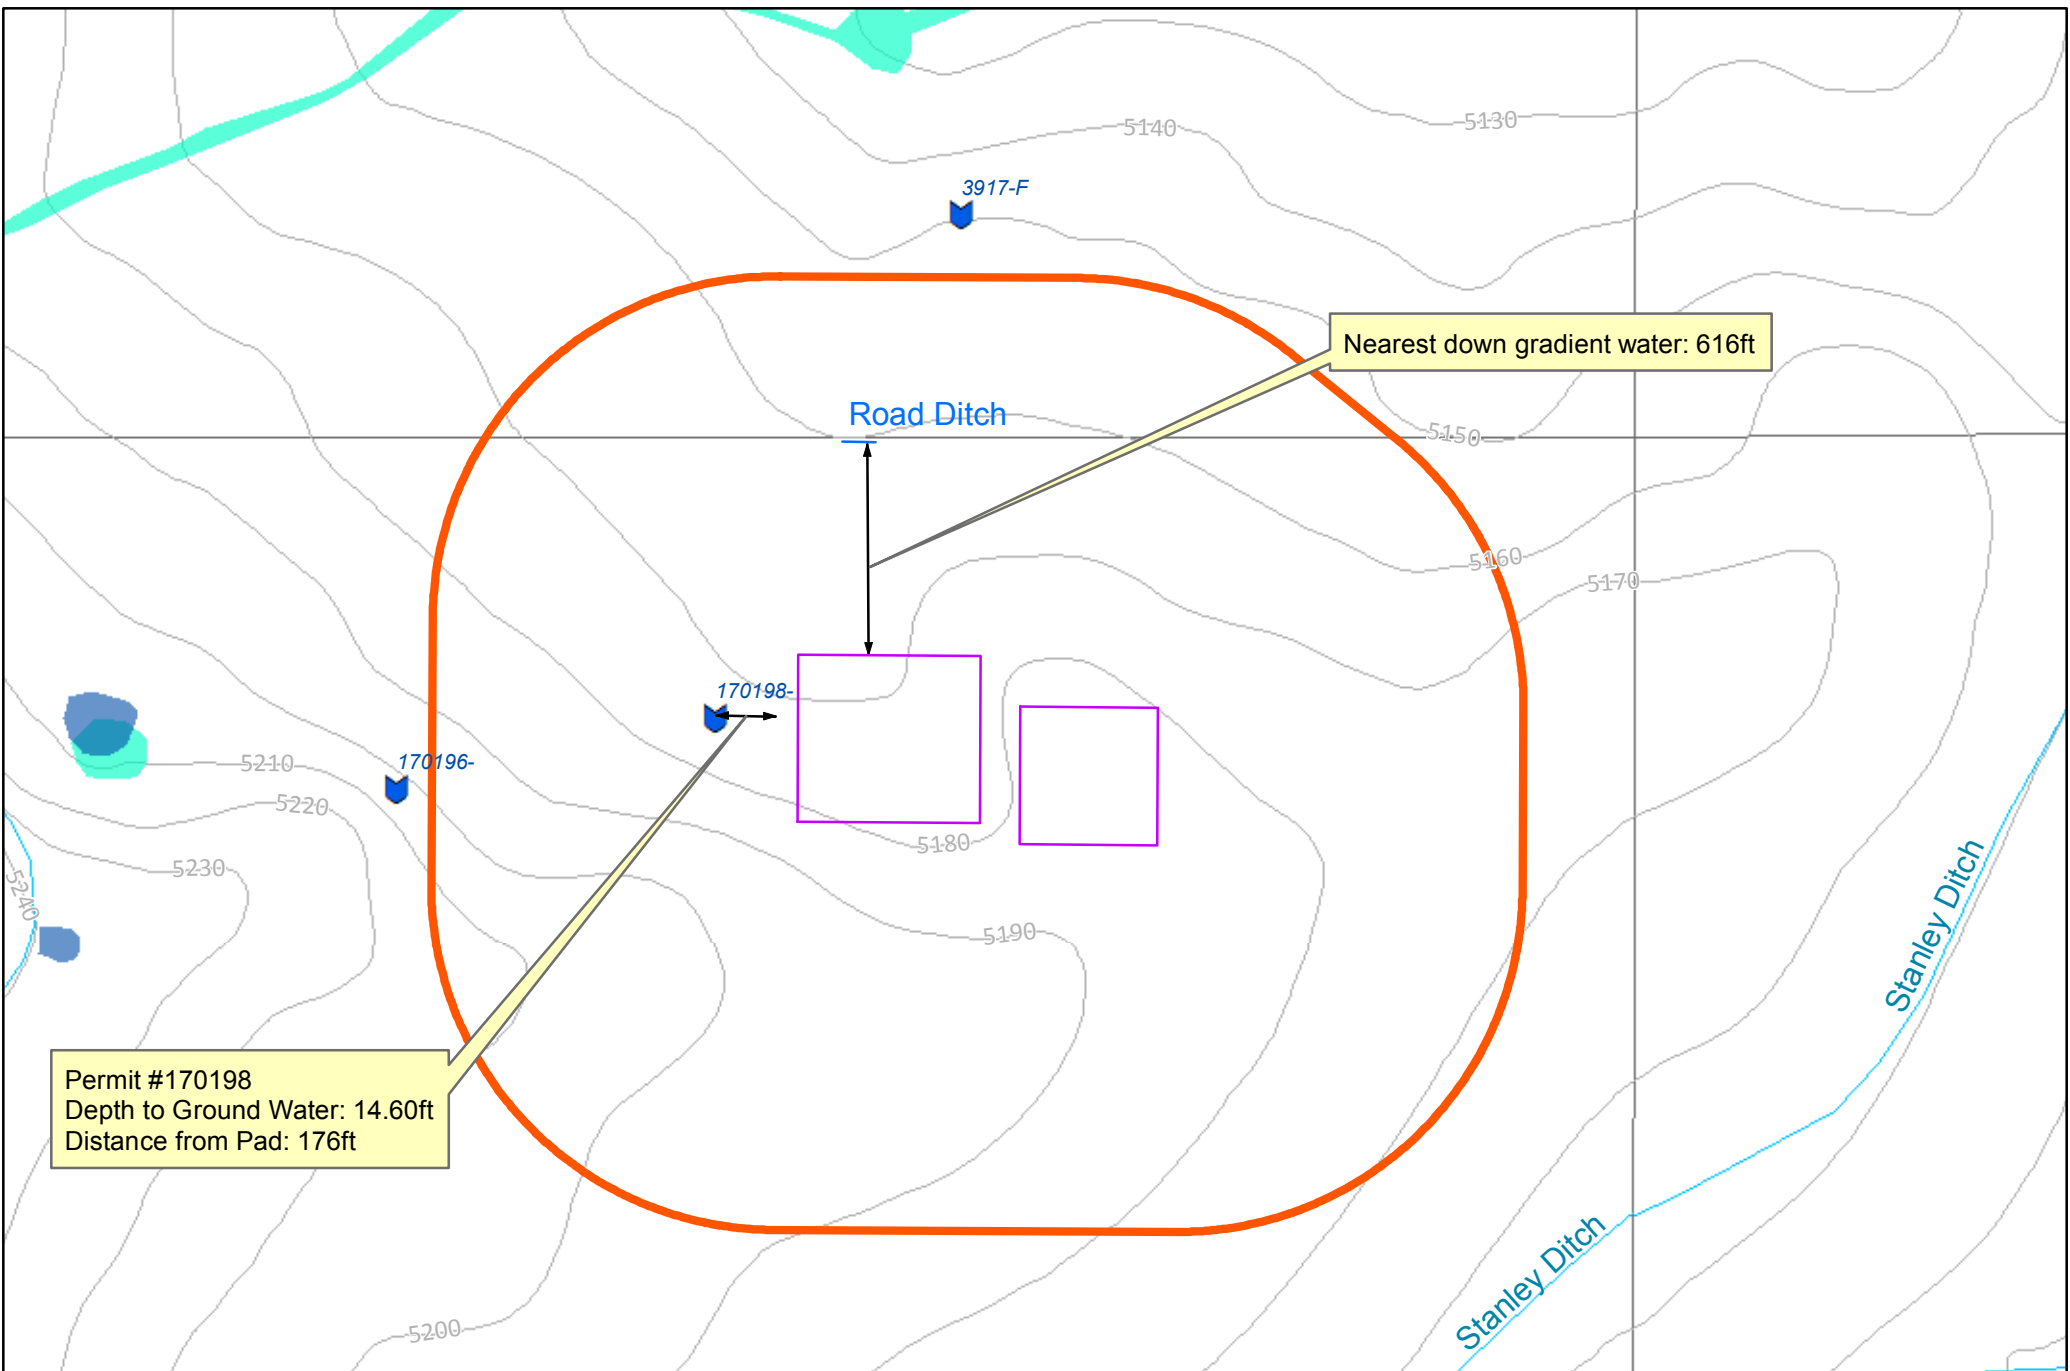 5140
5130
3917-F
Nearest down gradient water: 616ft
Road Ditch
5150
5160
5170
170198-
170196-
5210
5220
5180
5230
5240
5190
Stanley Ditch
Permit #170198
Depth to Ground Water: 14.60ft
Distance from Pad: 176ft
Stanley Ditch
5200